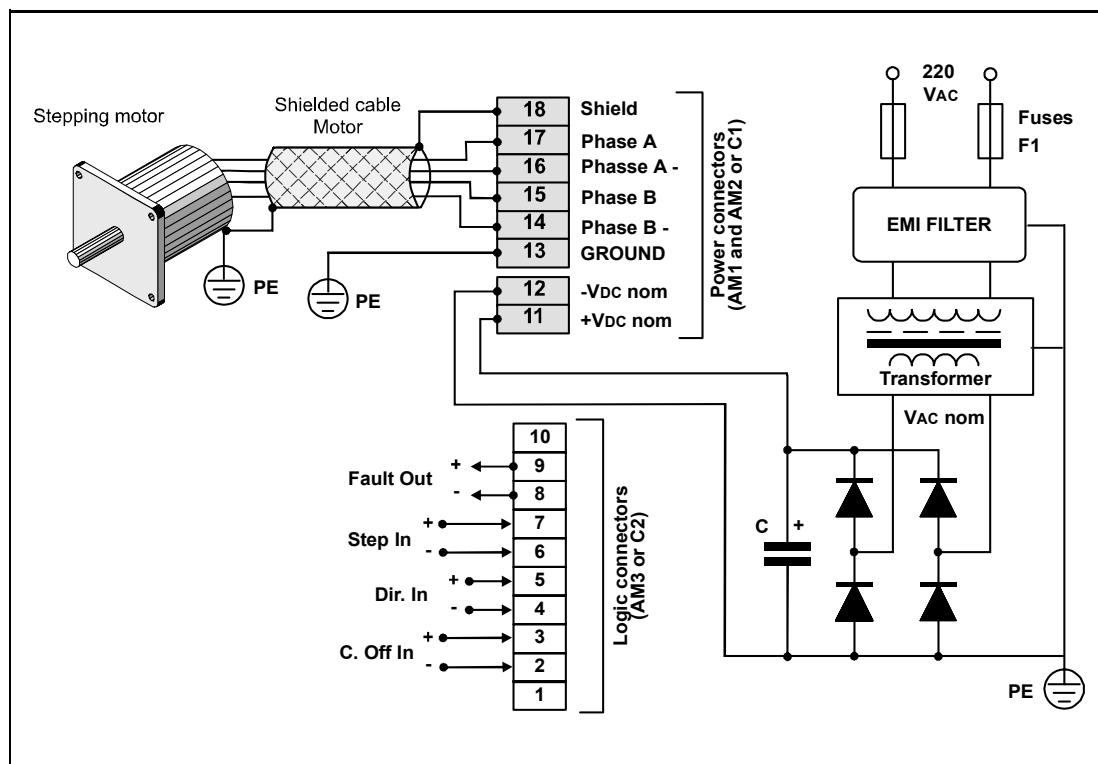 Stepping motor
Shielded cable
Motor
PE
PE
18 Shield
17 Phase A
16 Phasse A -
15 Phase B
14 Phase B -
13 GROUND
12 -VDC nom
11 +VDC nom
Power connectors
(AM1 and AM2 or C1)
220
VAC
Fuses
F1
EMI FILTER
Transformer
VAC nom
C +
PE
10
Fault Out
+ 9
- 8
Step In
+ 7
- 6
Dir. In
+ 5
- 4
C. Off In
+ 3
- 2
1
Logic connectors
(AM3 or C2)